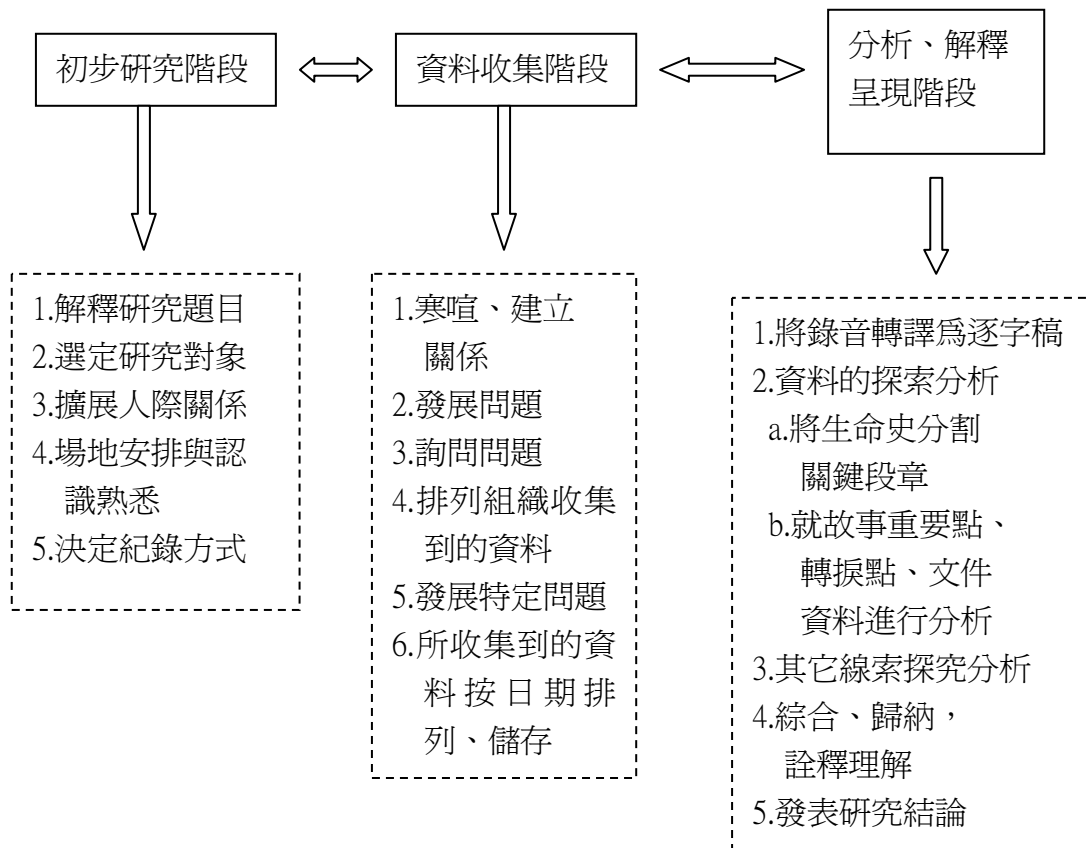 初步研究階段
資料收集階段
分析、解釋
呈現階段
1.解釋研究題目
2.選定研究對象
3.擴展人際關係
4.場地安排與認
識熟悉
5.決定紀錄方式
1.寒喧、建立
關係
2.發展問題
3.詢問問題
4.排列組織收集
到的資料
5.發展特定問題
6.所收集到的資
料按日期排
列、儲存
1.將錄音轉譯為逐字稿
2.資料的探索分析
a.將生命史分割
關鍵段章
b.就故事重要點、
轉捩點、文件
資料進行分析
3.其它線索探究分析
4.綜合、歸納，
詮釋理解
5.發表研究結論